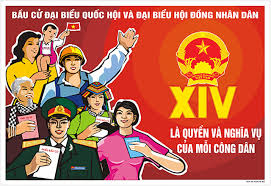 BẦU CỬ ĐẠI BIỂU QUỐC HỘI VÀ ĐẠI BIỂU HỘI ĐỒNG NHÂN DÂN
XIV
LÀ QUYỀN VÀ NGHĨA VỤ
CỦA MỖI CÔNG DÂN